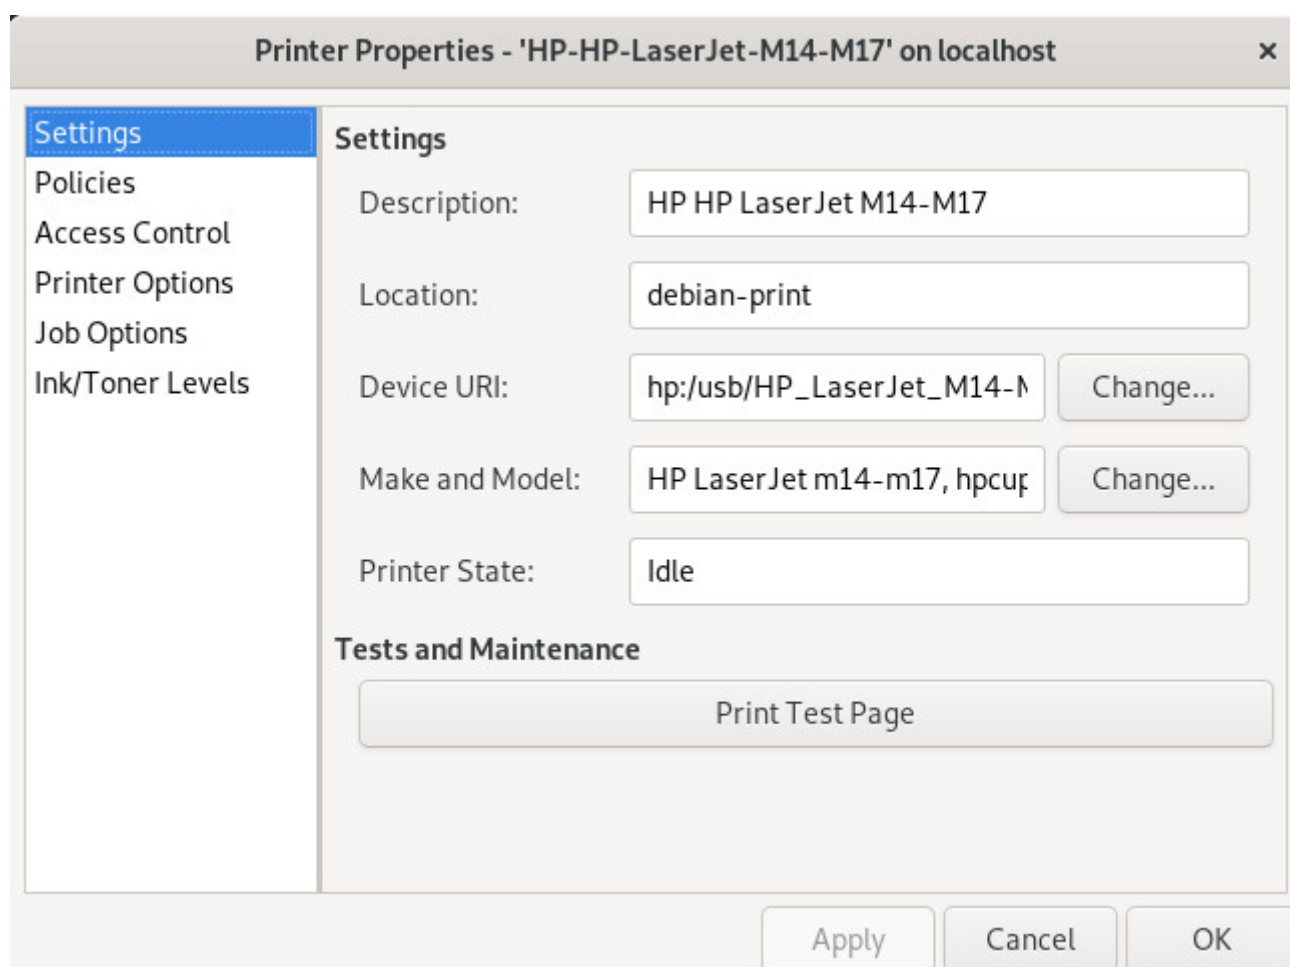 Printer Properties - 'HP-HP-LaserJet-M14-M17' on localhost ×
Settings
Policies
Access Control
Printer Options
Job Options
Ink/Toner Levels
Settings
Description: HP HP LaserJet M14-M17
Location: debian-print
Device URI: hp:/usb/HP_LaserJet_M14- Change...
Make and Model: HP LaserJet m14-m17, hpcup Change...
Printer State: Idle
Tests and Maintenance
Print Test Page
Apply Cancel OK